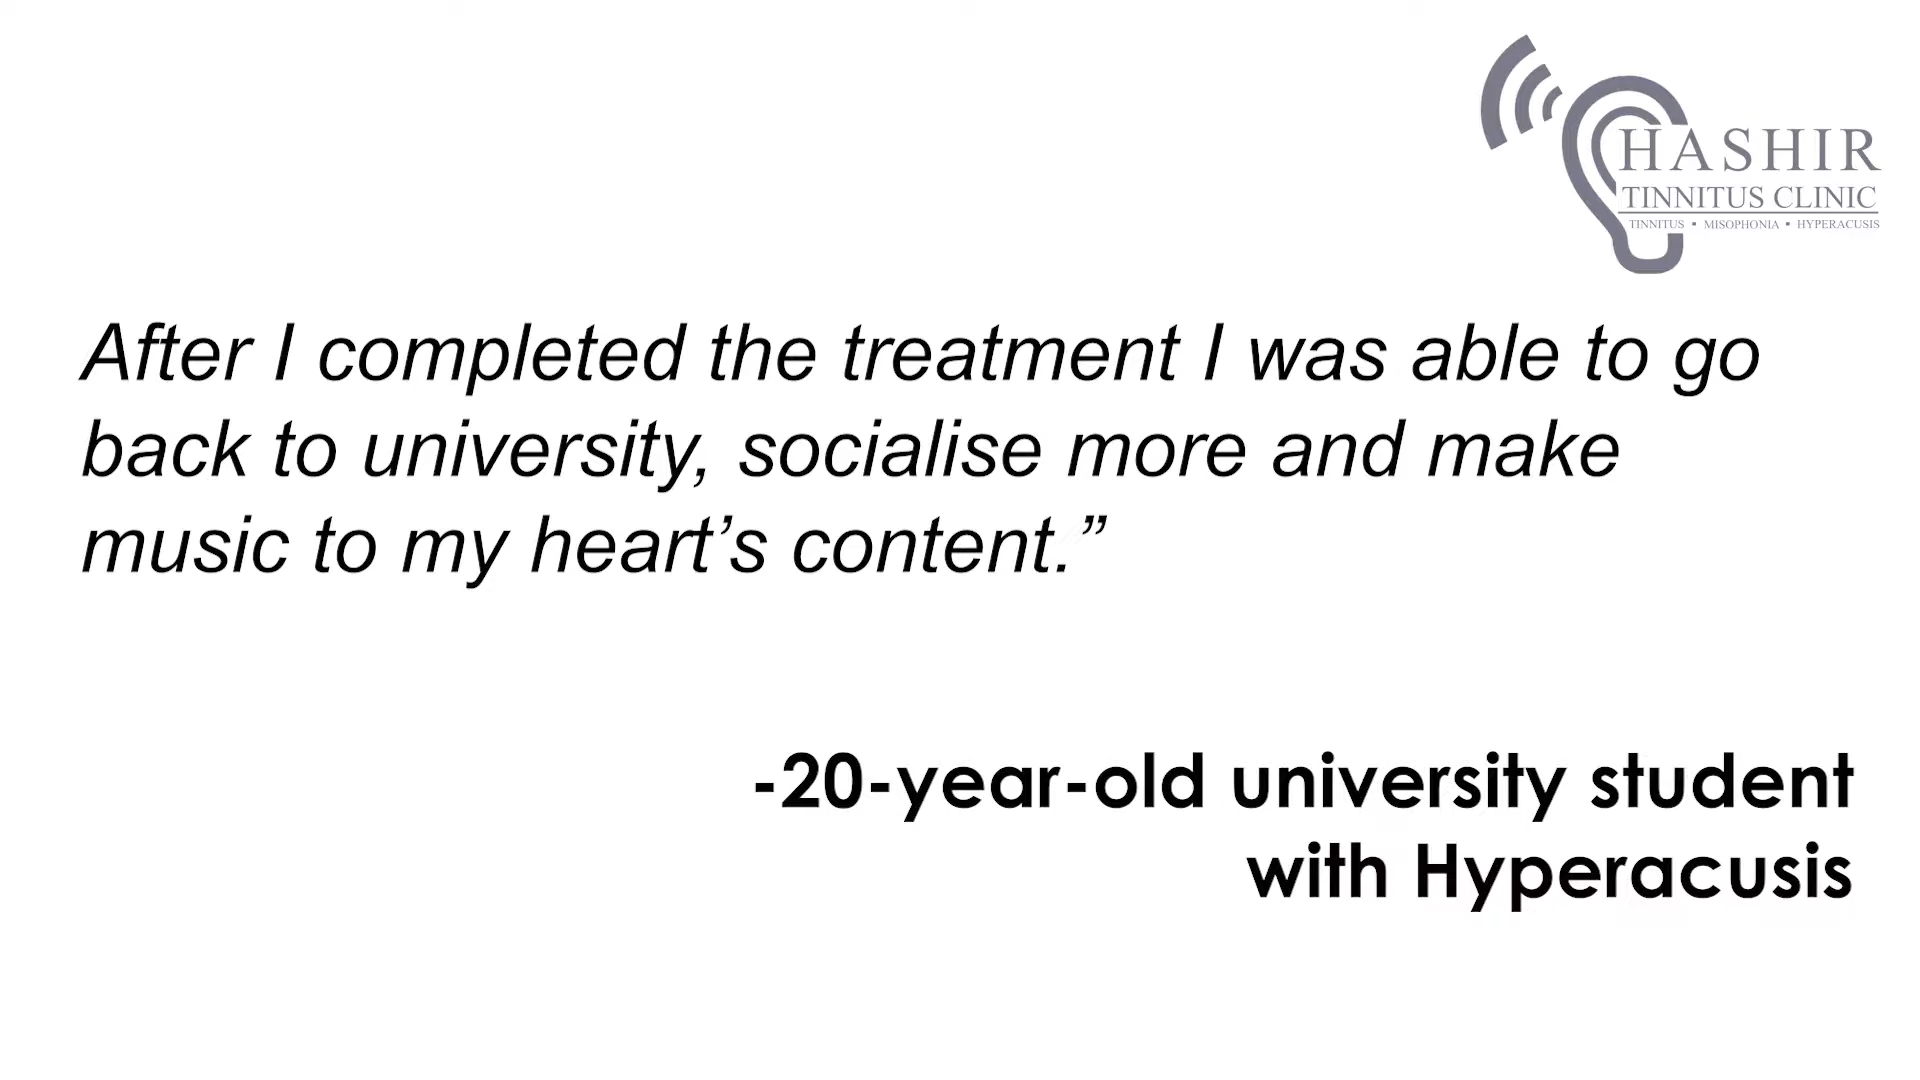 HASHIR
TINNITUS CLINIC
TINNITUS • MISOPHONIA • HYPERACUSIS
After I completed the treatment I was able to go
back to university, socialise more and make
music to my heart’s content.”
-20-year-old university student
with Hyperacusis